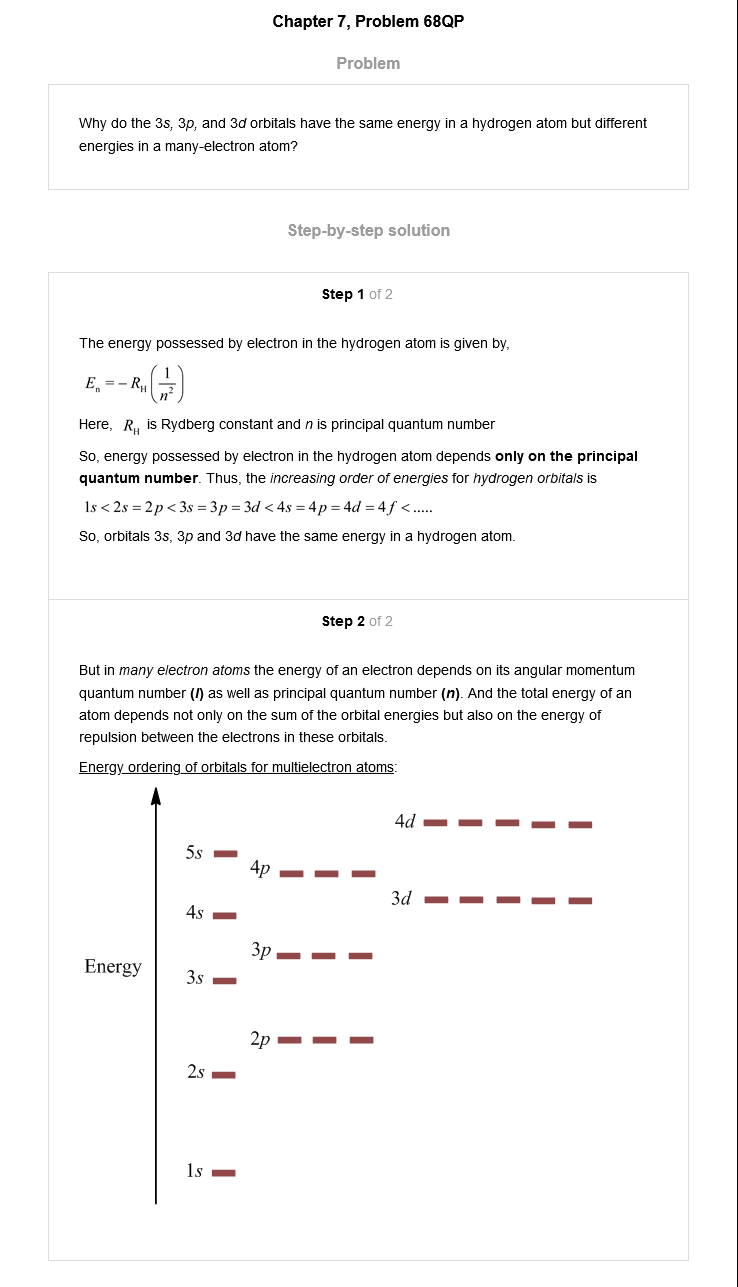 Chapter 7, Problem 68QP
Problem
Why do the 3s, 3p, and 3d orbitals have the same energy in a hydrogen atom but different
energies in a many-electron atom?
Step-by-step solution
Step 1 of 2
The energy possessed by electron in the hydrogen atom is given by,
Eₙ = − R_H (1/n²)
Here, R_H is Rydberg constant and n is principal quantum number
So, energy possessed by electron in the hydrogen atom depends only on the principal
quantum number. Thus, the increasing order of energies for hydrogen orbitals is
1s < 2s = 2p < 3s = 3p = 3d < 4s = 4p = 4d = 4f < .....
So, orbitals 3s, 3p and 3d have the same energy in a hydrogen atom.
Step 2 of 2
But in many electron atoms the energy of an electron depends on its angular momentum
quantum number (l) as well as principal quantum number (n). And the total energy of an
atom depends not only on the sum of the orbital energies but also on the energy of
repulsion between the electrons in these orbitals.
Energy ordering of orbitals for multielectron atoms:
4d
5s
4p
3d
4s
3p
Energy
3s
2p
2s
1s